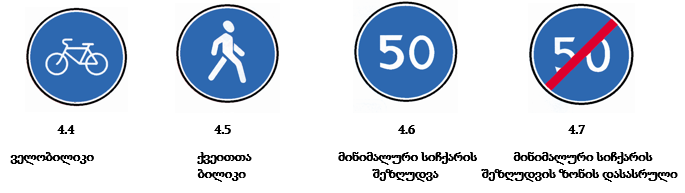 50
50
4.4
4.5
4.6
4.7
ველობილიკი
ქვეითთა
ბილიკი
მინიმალური სიჩქარის
შეზღუდვა
მინიმალური სიჩქარის
შეზღუდვის ზონის დასასრული